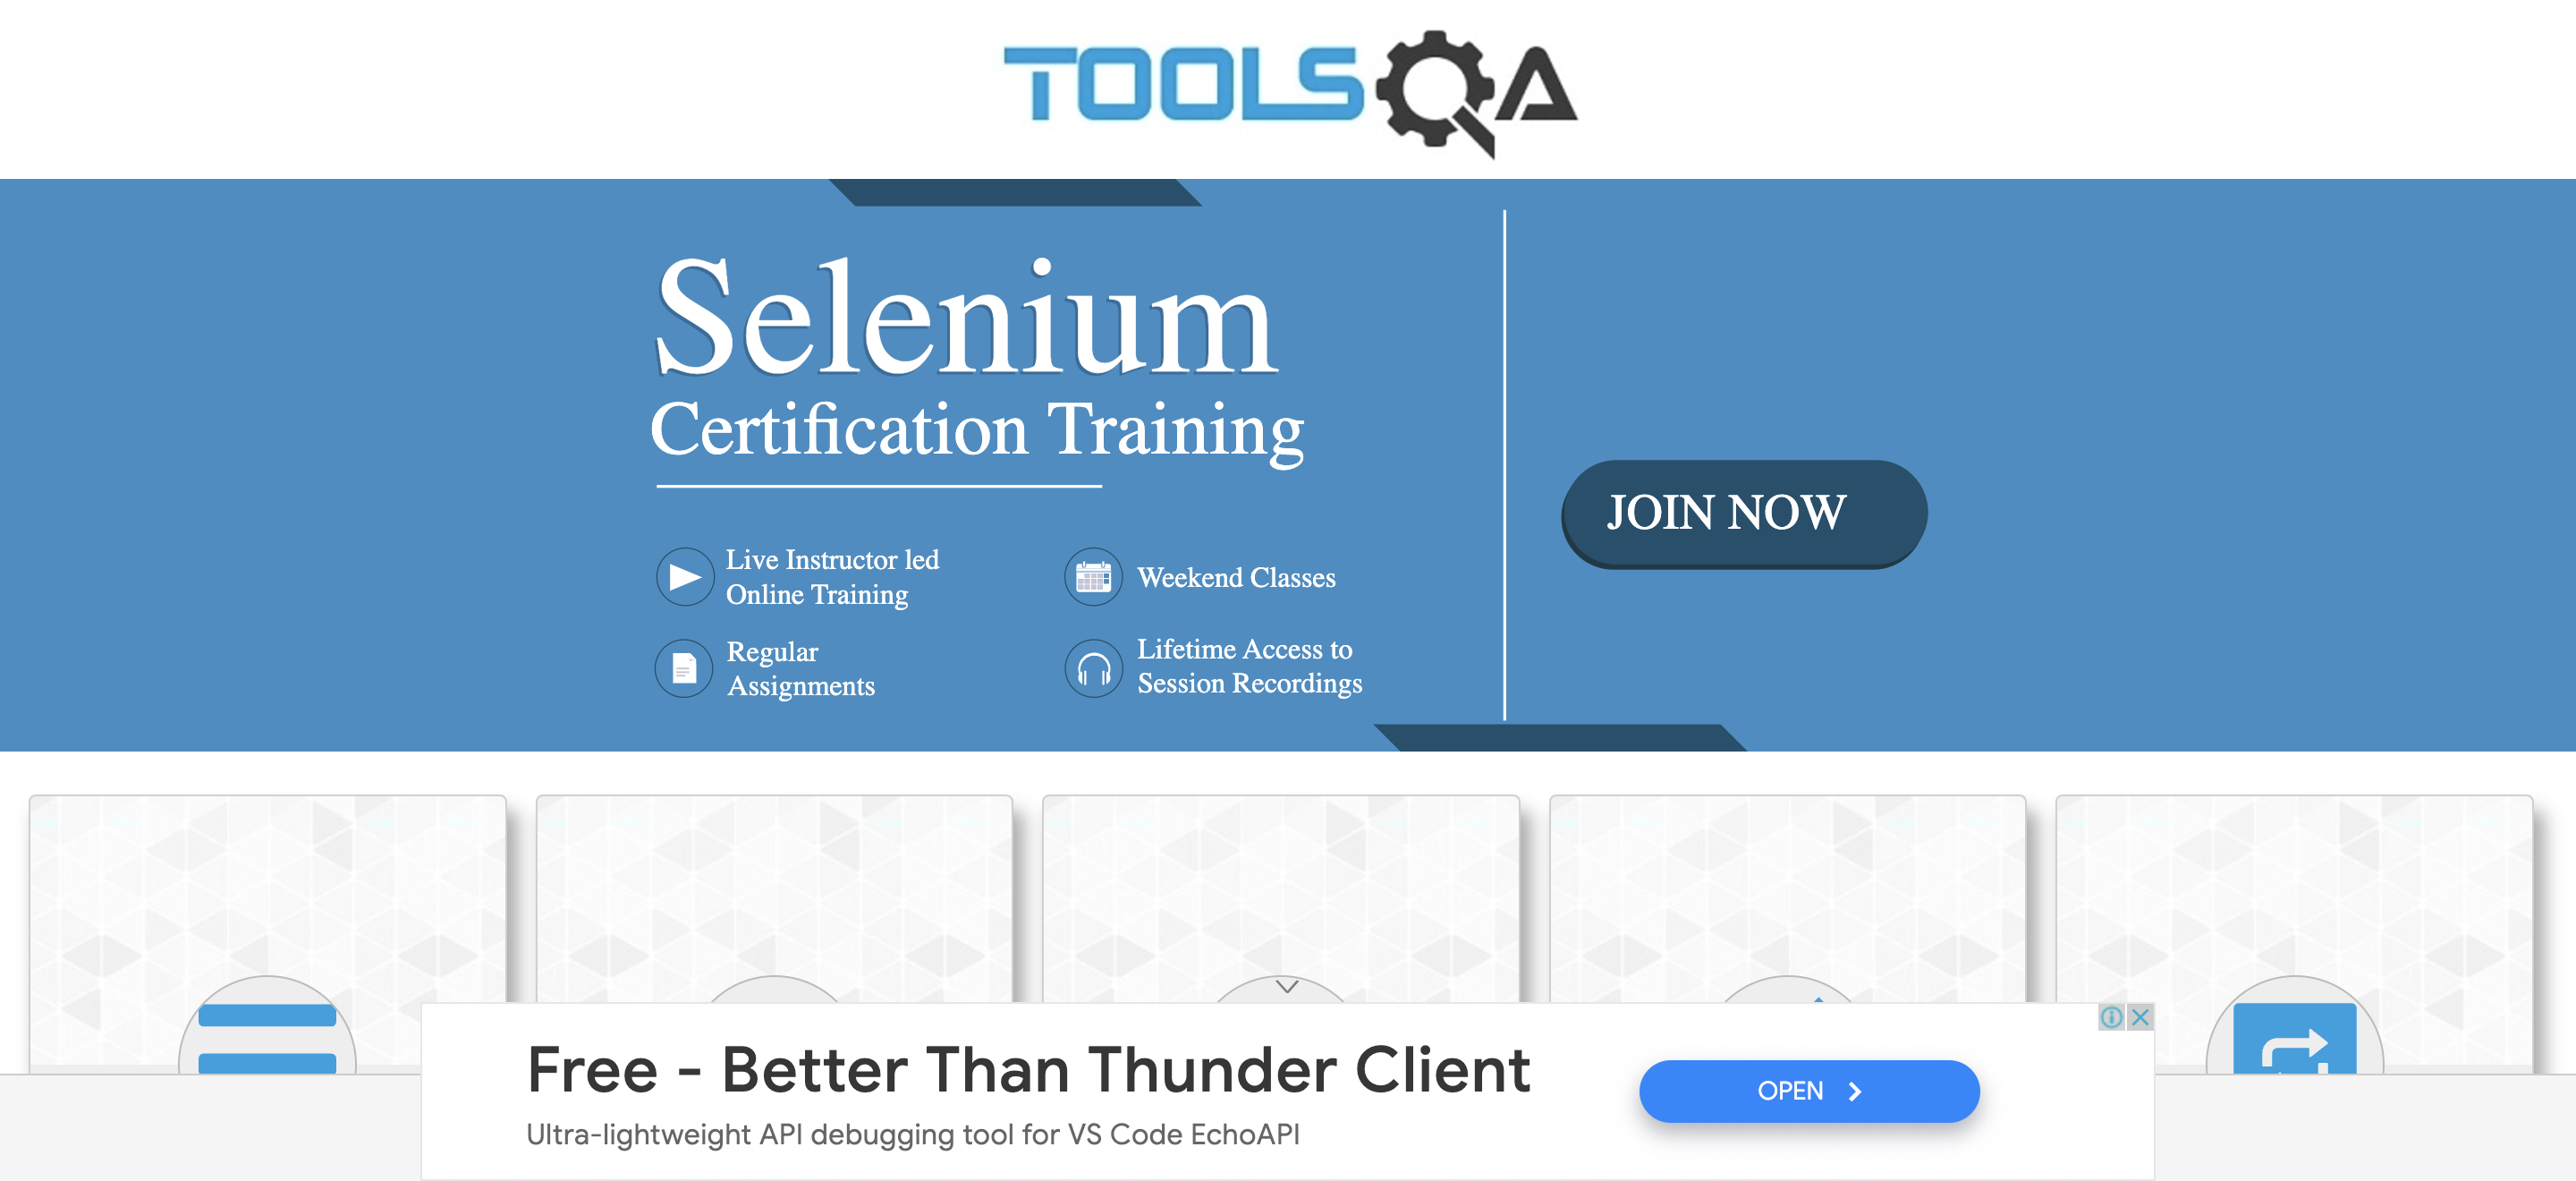 TOOLSQA
Selenium
Certification Training
Live Instructor led
Online Training
Weekend Classes
Regular
Assignments
Lifetime Access to
Session Recordings
JOIN NOW
Free - Better Than Thunder Client
Ultra-lightweight API debugging tool for VS Code EchoAPI
OPEN